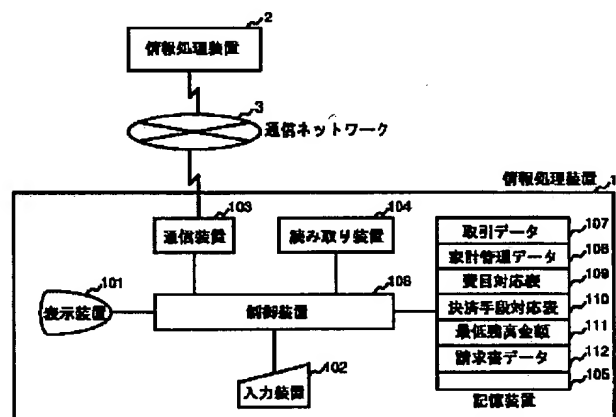 2
情報処理装置
3
通信ネットワーク
情報処理装置 1
103
通信装置
104
読み取り装置
101
表示装置
106
制御装置
102
入力装置
取引データ 107
家計管理データ 108
費目対応表 109
決済手段対応表 110
最低残高金額 111
請求書データ 112
105
記憶装置